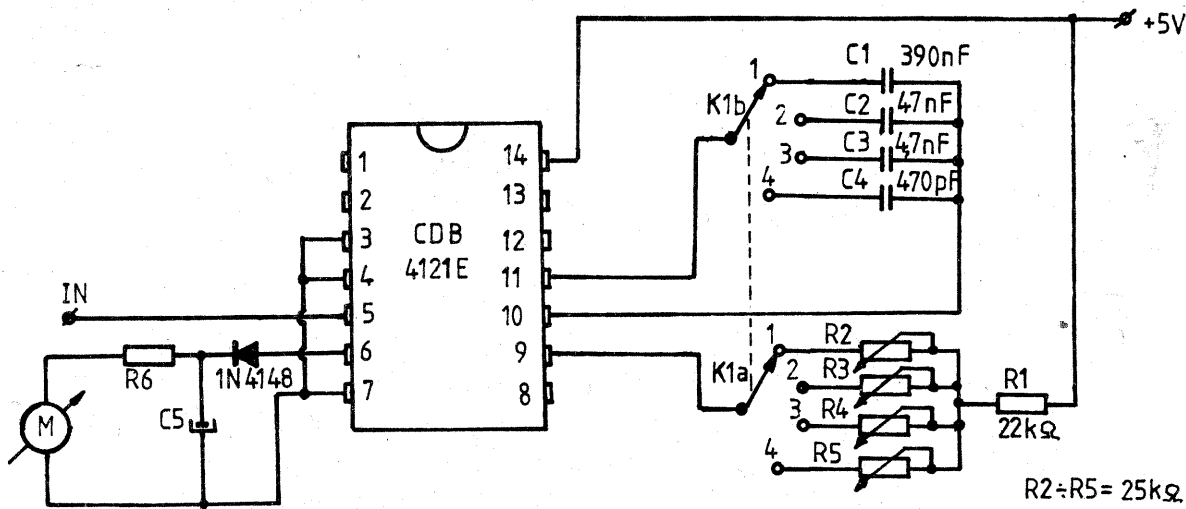 +5V
C1 390nF
1
K1b
C2 47nF
2
C3 4,7nF
3
C4 470pF
4
1 14
2 13
3 CDB 12
4 4121E 11
IN
5 10
6 9
7 8
R6
1N4148
C5
M
K1a
1 R2
2 R3
3 R4
4 R5
R1
22kΩ
R2÷R5= 25kΩ